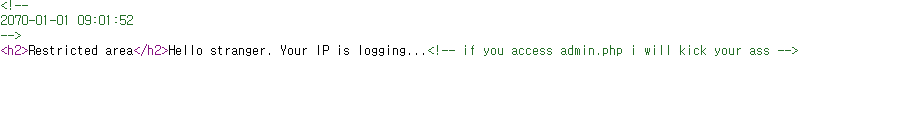 <!--
2070-01-01 09:01:52
-->
<h2>Restricted area</h2>Hello stranger. Your IP is logging...<!-- if you access admin.php i will kick your ass -->